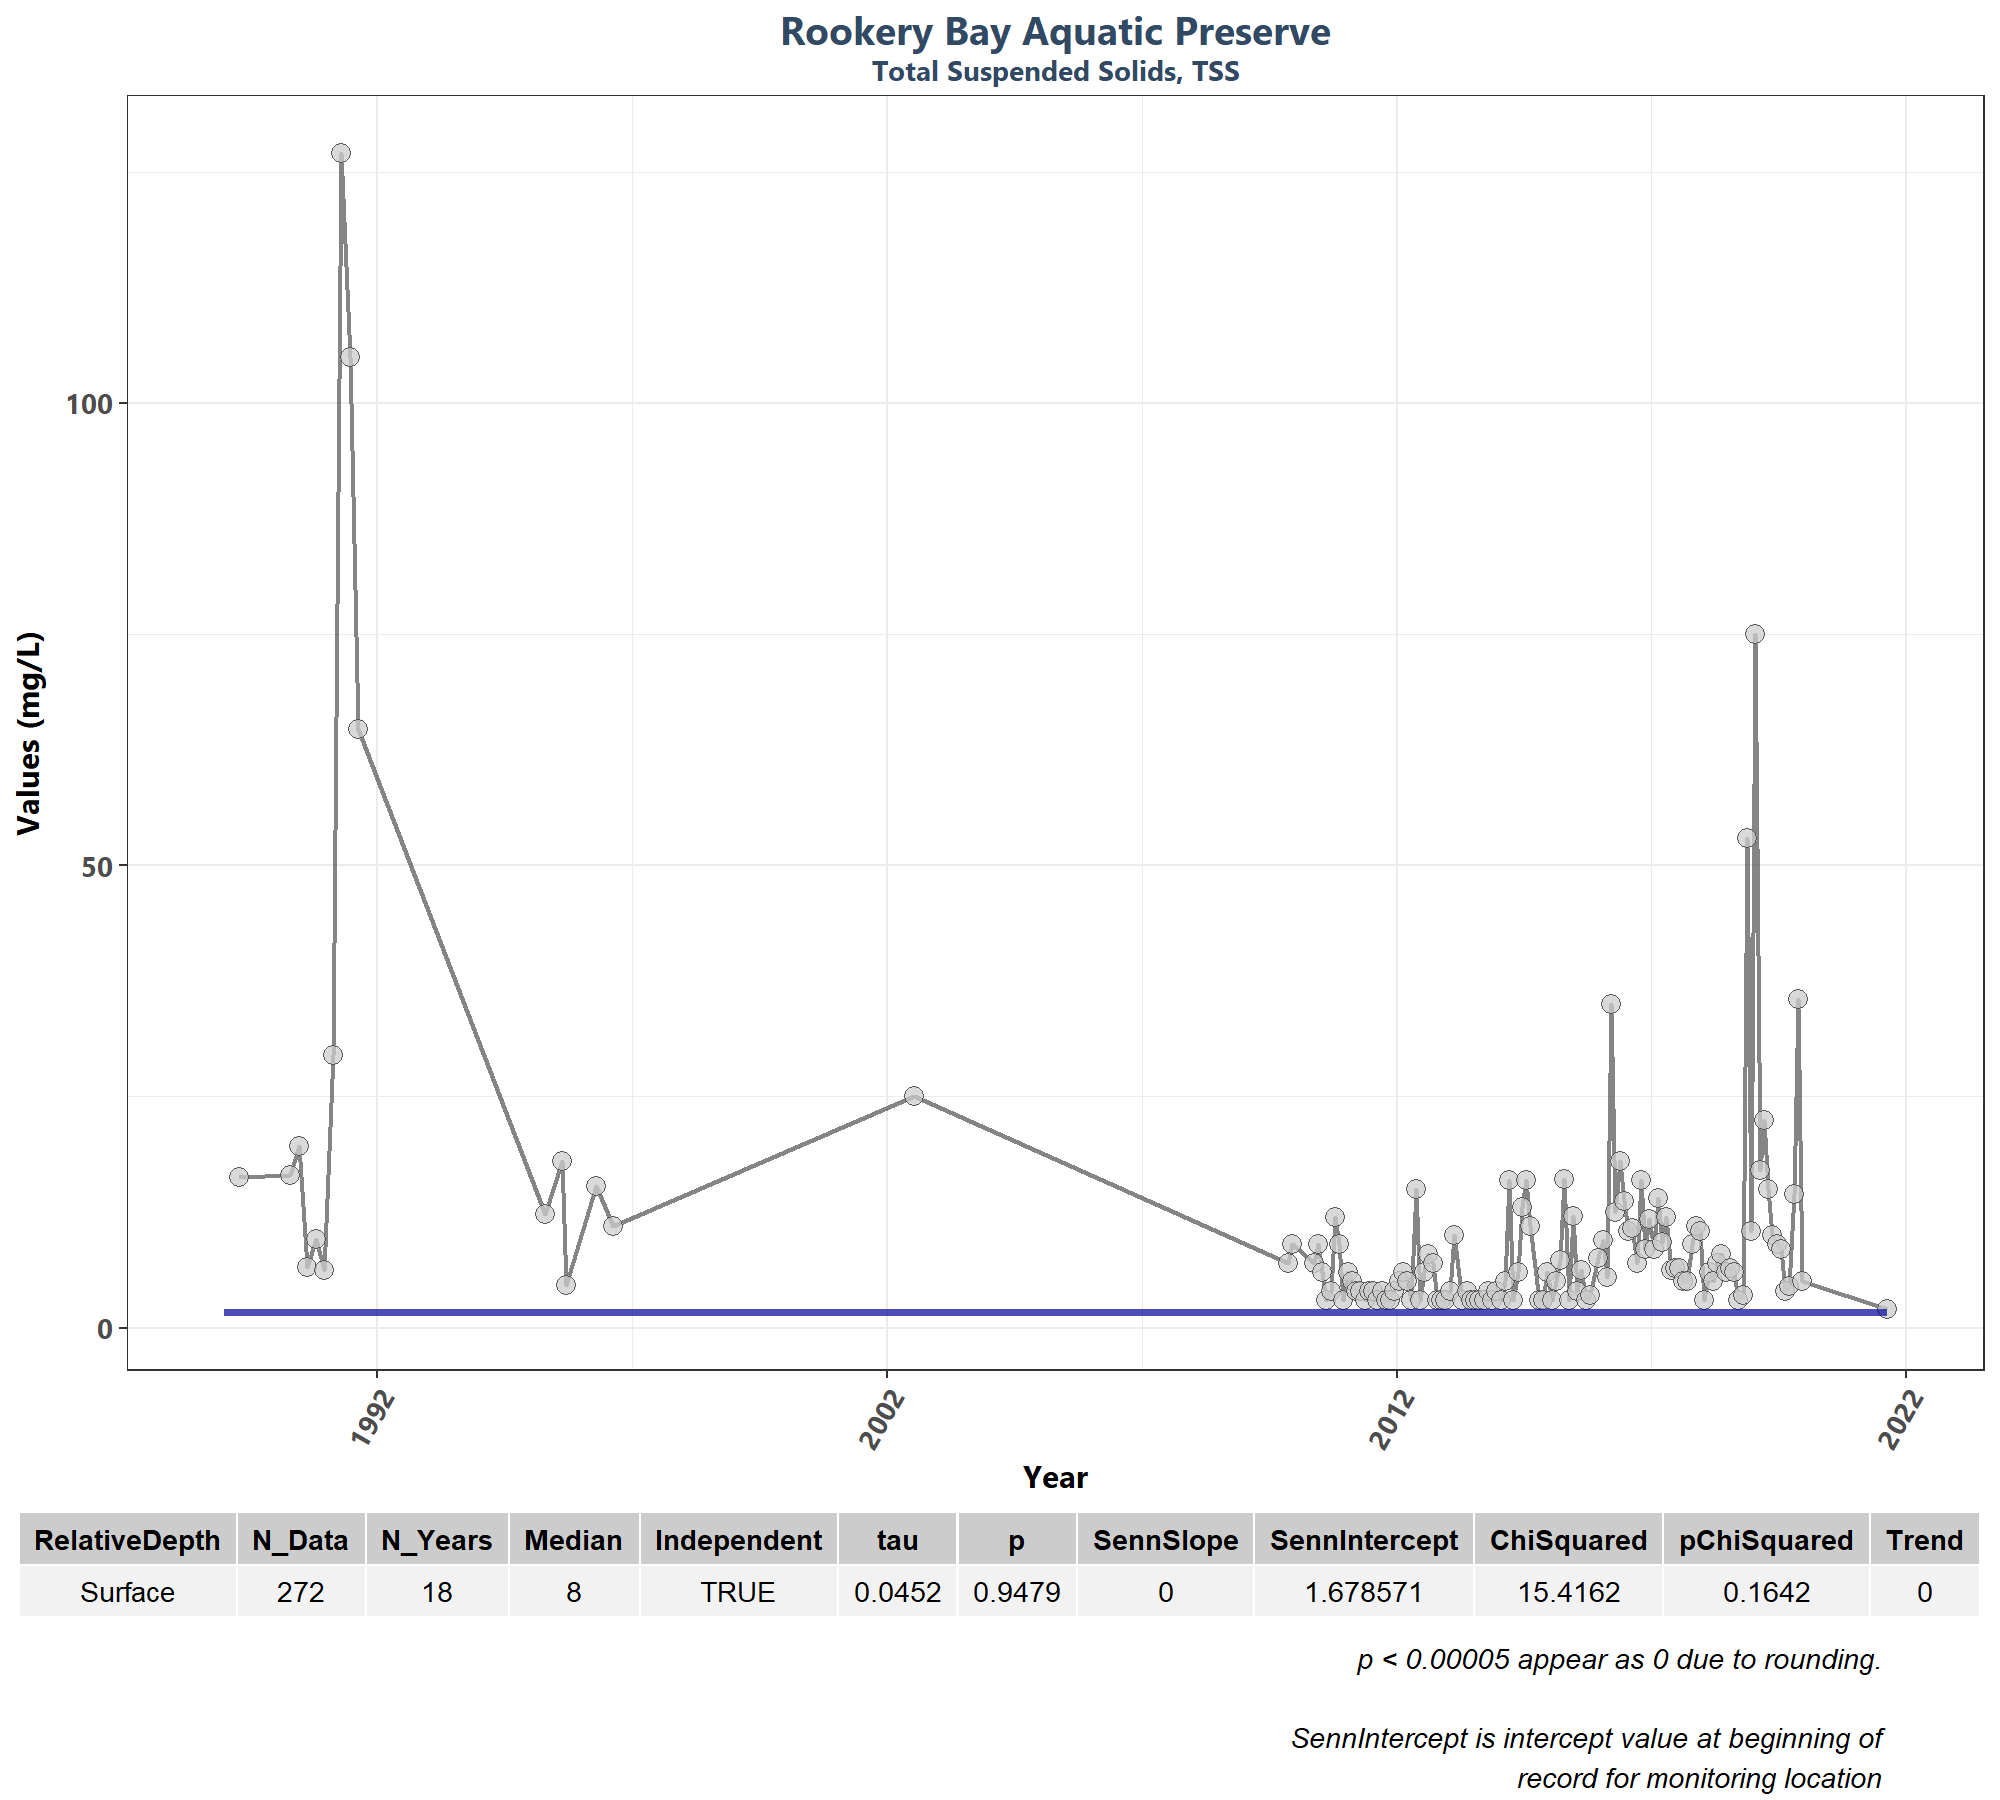 Rookery Bay Aquatic Preserve
Total Suspended Solids, TSS
Values (mg/L)
100
50
0
1992
2002
2012
2022
Year
RelativeDepth N_Data N_Years Median Independent tau p SennSlope SennIntercept ChiSquared pChiSquared Trend
Surface 272 18 8 TRUE 0.0452 0.9479 0 1.678571 15.4162 0.1642 0
p < 0.00005 appear as 0 due to rounding.
SennIntercept is intercept value at beginning of
record for monitoring location